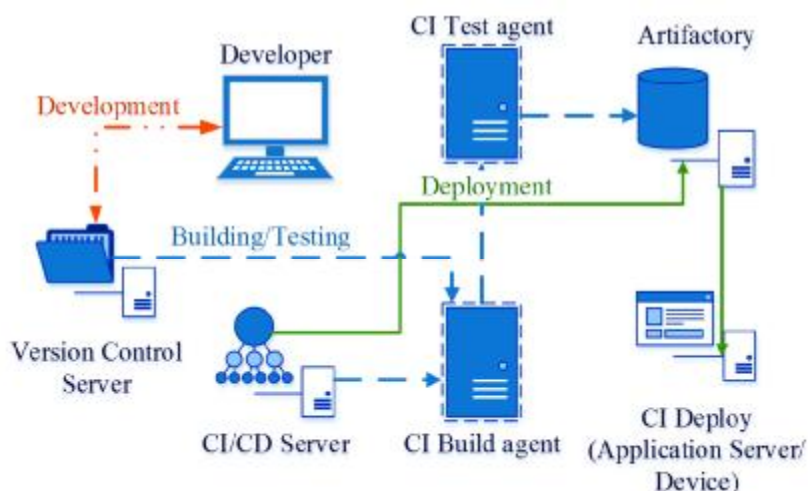 CI Test agent
Artifactory
Developer
Development
Deployment
Building/Testing
Version Control
Server
CI/CD Server
CI Build agent
CI Deploy
(Application Server/
Device)